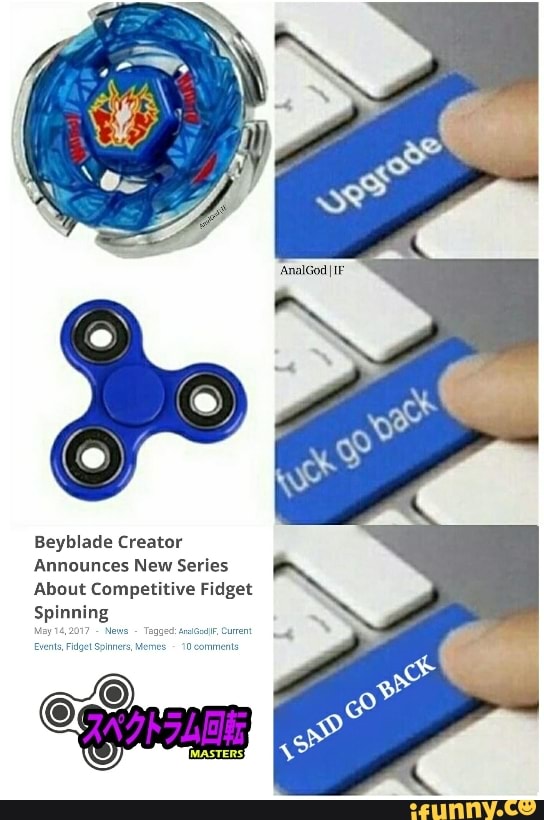 AnalGod|IF
Upgrade
AnalGod|IF
fuck go back
Beyblade Creator
Announces New Series
About Competitive Fidget
Spinning
May 14, 2017 - News - Tagged: AnalGod|IF, Current
Events, Fidget Spinners, Memes - 10 comments
スペクトラム回転
MASTERS
I SAID GO BACK
ifunny.co